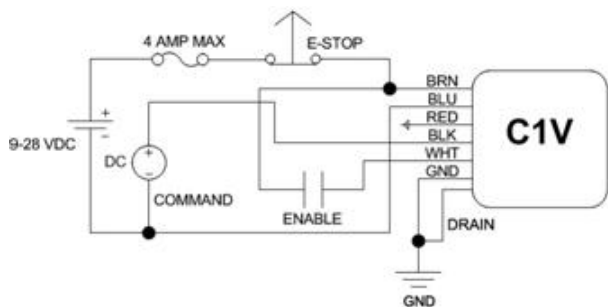 4 AMP MAX
E-STOP
BRN
BLU
RED
BLK
WHT
GND
C1V
+
-
9-28 VDC
DC
+
-
COMMAND
ENABLE
DRAIN
GND